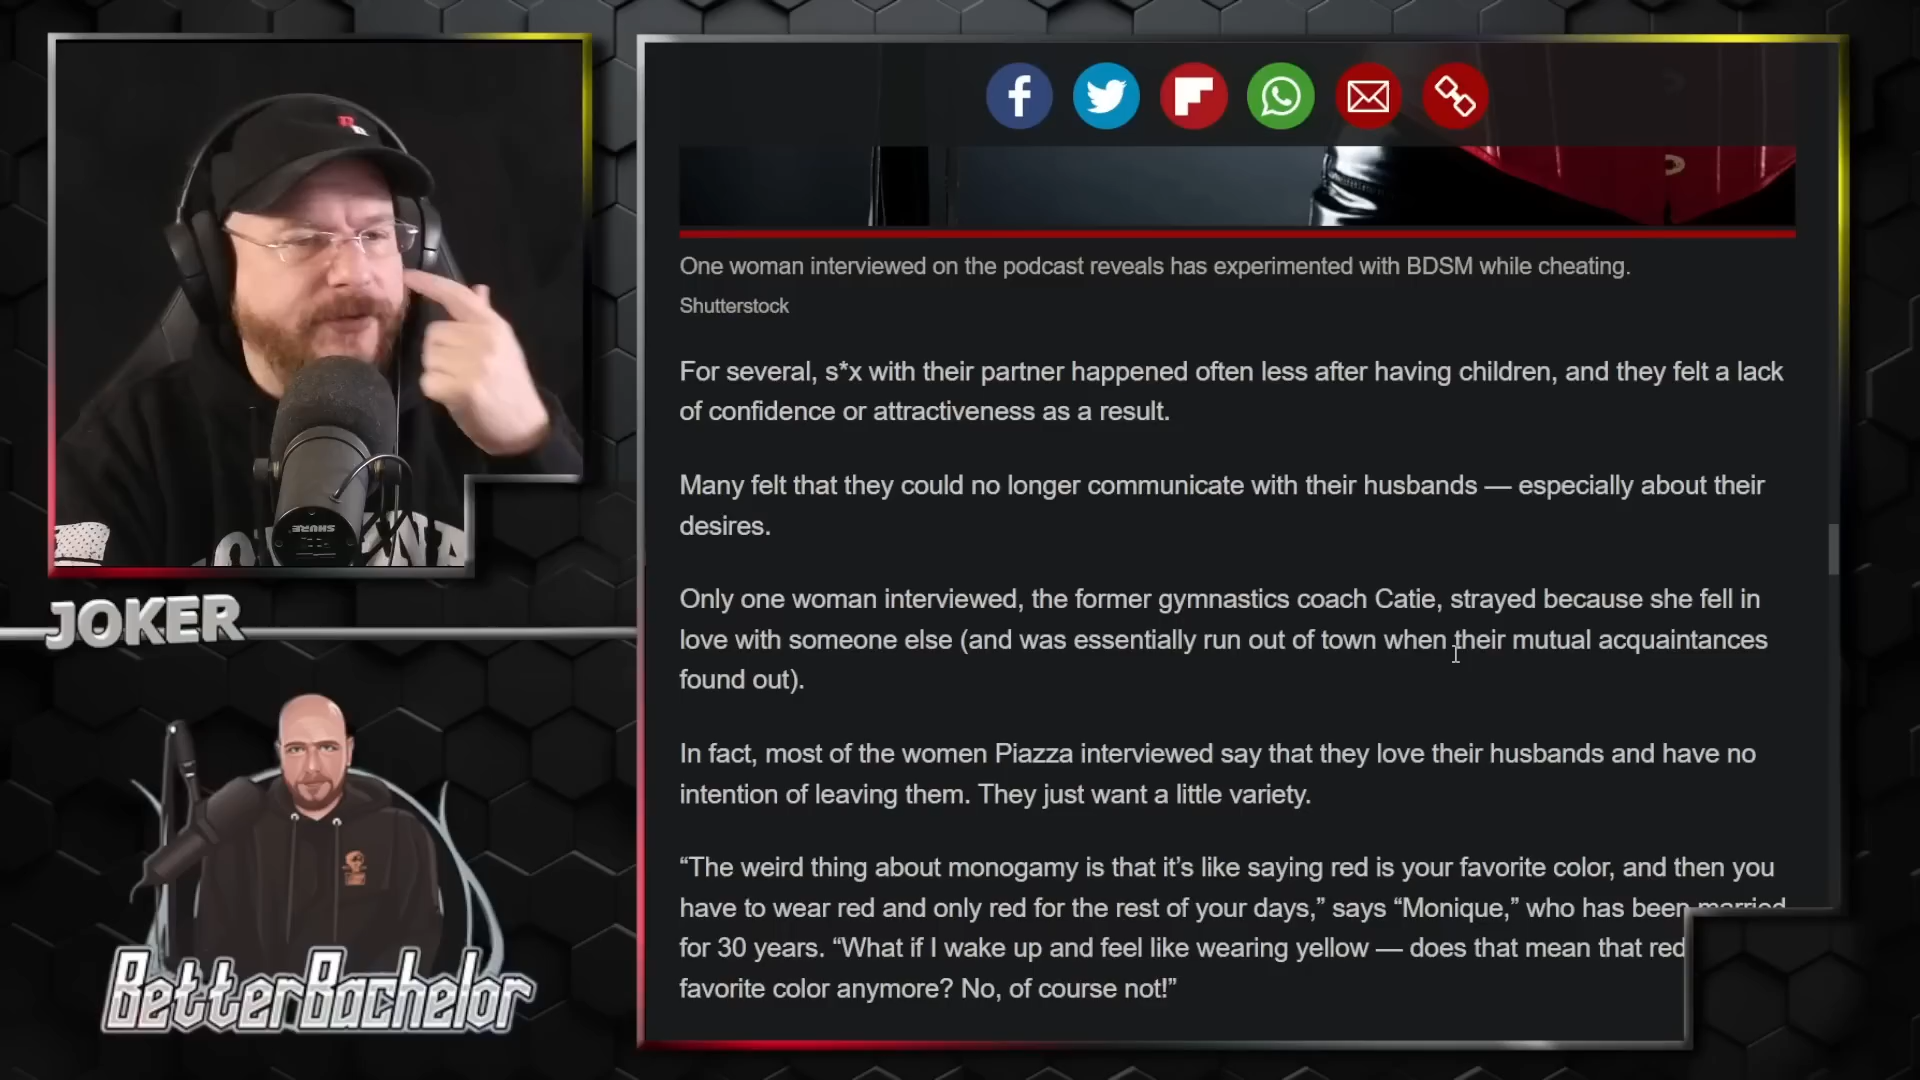 One woman interviewed on the podcast reveals has experimented with BDSM while cheating.
Shutterstock
For several, s*x with their partner happened often less after having children, and they felt a lack
of confidence or attractiveness as a result.
Many felt that they could no longer communicate with their husbands — especially about their
desires.
Only one woman interviewed, the former gymnastics coach Catie, strayed because she fell in
love with someone else (and was essentially run out of town when their mutual acquaintances
found out).
In fact, most of the women Piazza interviewed say that they love their husbands and have no
intention of leaving them. They just want a little variety.
“The weird thing about monogamy is that it’s like saying red is your favorite color, and then you
have to wear red and only red for the rest of your days,” says “Monique,” who has been married
for 30 years. “What if I wake up and feel like wearing yellow — does that mean that red
favorite color anymore? No, of course not!”
SHURE
JOKER
BetterBachelor